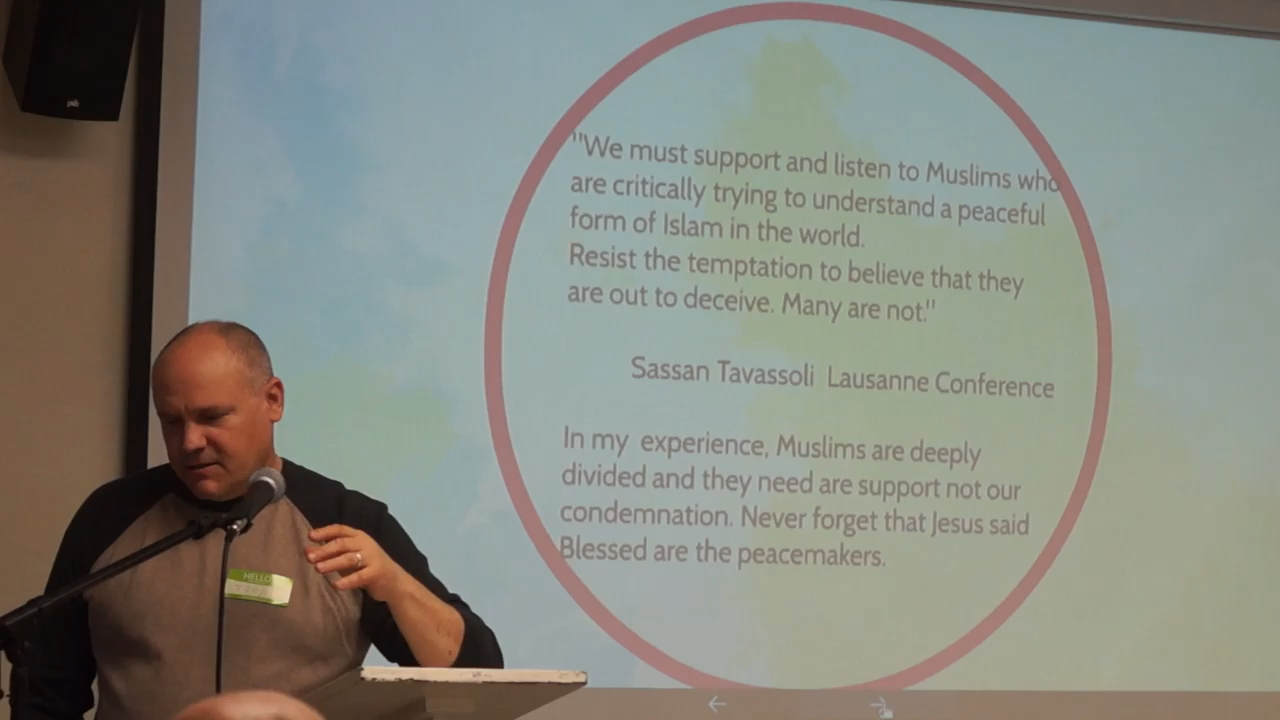 "We must support and listen to Muslims who
are critically trying to understand a peaceful
form of Islam in the world.
Resist the temptation to believe that they
are out to deceive. Many are not."
Sassan Tavassoli Lausanne Conference
In my experience, Muslims are deeply
divided and they need are support not our
condemnation. Never forget that Jesus said
Blessed are the peacemakers.
HELLO